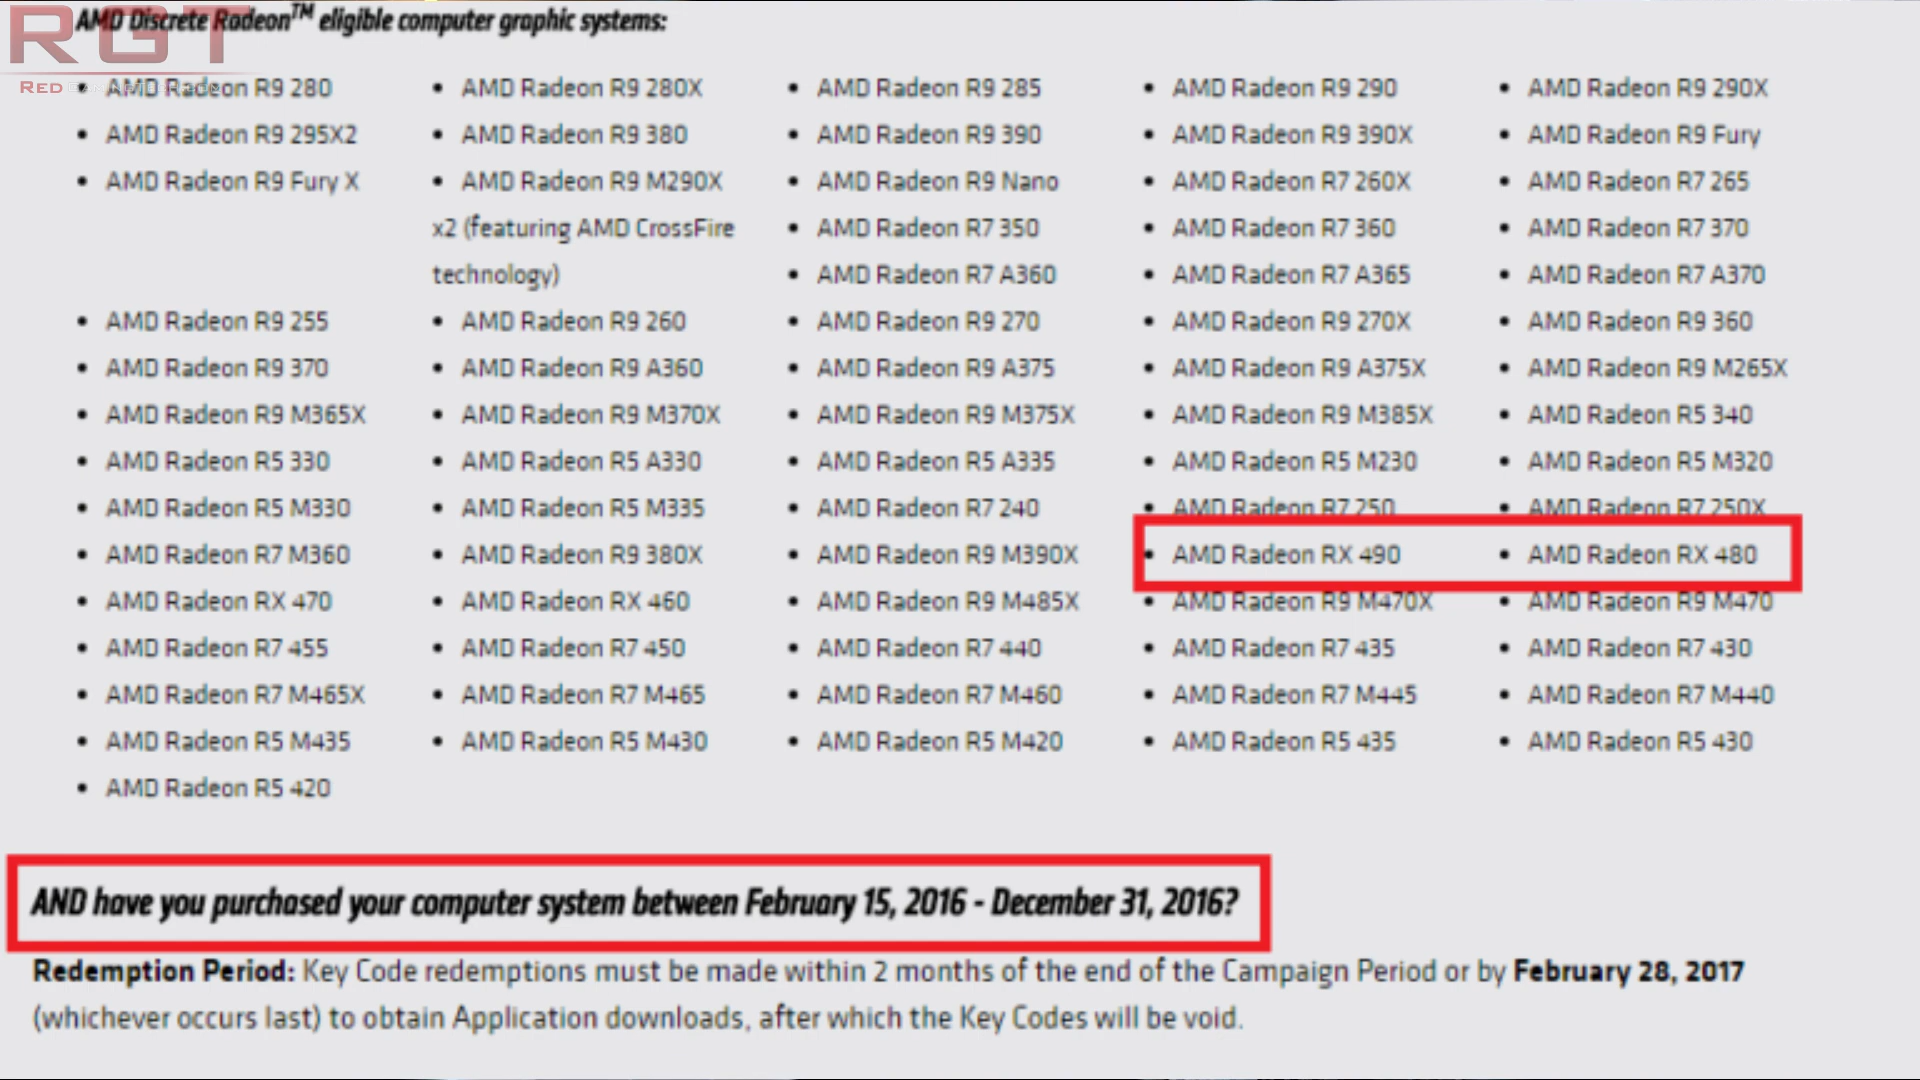 AMD Discrete Radeon™ eligible computer graphic systems:
RGT
RED
• AMD Radeon R9 280 • AMD Radeon R9 280X • AMD Radeon R9 285 • AMD Radeon R9 290 • AMD Radeon R9 290X
• AMD Radeon R9 295X2 • AMD Radeon R9 380 • AMD Radeon R9 390 • AMD Radeon R9 390X • AMD Radeon R9 Fury
• AMD Radeon R9 Fury X • AMD Radeon R9 M290X • AMD Radeon R9 Nano • AMD Radeon R7 260X • AMD Radeon R7 265
x2 (featuring AMD CrossFire • AMD Radeon R7 350 • AMD Radeon R7 360 • AMD Radeon R7 370
technology) • AMD Radeon R7 A360 • AMD Radeon R7 A365 • AMD Radeon R7 A370
• AMD Radeon R9 255 • AMD Radeon R9 260 • AMD Radeon R9 270 • AMD Radeon R9 270X • AMD Radeon R9 360
• AMD Radeon R9 370 • AMD Radeon R9 A360 • AMD Radeon R9 A375 • AMD Radeon R9 A375X • AMD Radeon R9 M265X
• AMD Radeon R9 M365X • AMD Radeon R9 M370X • AMD Radeon R9 M375X • AMD Radeon R9 M385X • AMD Radeon R5 340
• AMD Radeon R5 330 • AMD Radeon R5 A330 • AMD Radeon R5 A335 • AMD Radeon R5 M230 • AMD Radeon R5 M320
• AMD Radeon R5 M330 • AMD Radeon R5 M335 • AMD Radeon R7 240 • AMD Radeon R7 250 • AMD Radeon R7 250X
• AMD Radeon R7 M360 • AMD Radeon R9 380X • AMD Radeon R9 M390X • AMD Radeon RX 490 • AMD Radeon RX 480
• AMD Radeon RX 470 • AMD Radeon RX 460 • AMD Radeon R9 M485X • AMD Radeon R9 M470X • AMD Radeon R9 M470
• AMD Radeon R7 455 • AMD Radeon R7 450 • AMD Radeon R7 440 • AMD Radeon R7 435 • AMD Radeon R7 430
• AMD Radeon R7 M465X • AMD Radeon R7 M465 • AMD Radeon R7 M460 • AMD Radeon R7 M445 • AMD Radeon R7 M440
• AMD Radeon R5 M435 • AMD Radeon R5 M430 • AMD Radeon R5 M420 • AMD Radeon R5 435 • AMD Radeon R5 430
• AMD Radeon R5 420
AND have you purchased your computer system between February 15, 2016 - December 31, 2016?
Redemption Period: Key Code redemptions must be made within 2 months of the end of the Campaign Period or by February 28, 2017
(whichever occurs last) to obtain Application downloads, after which the Key Codes will be void.